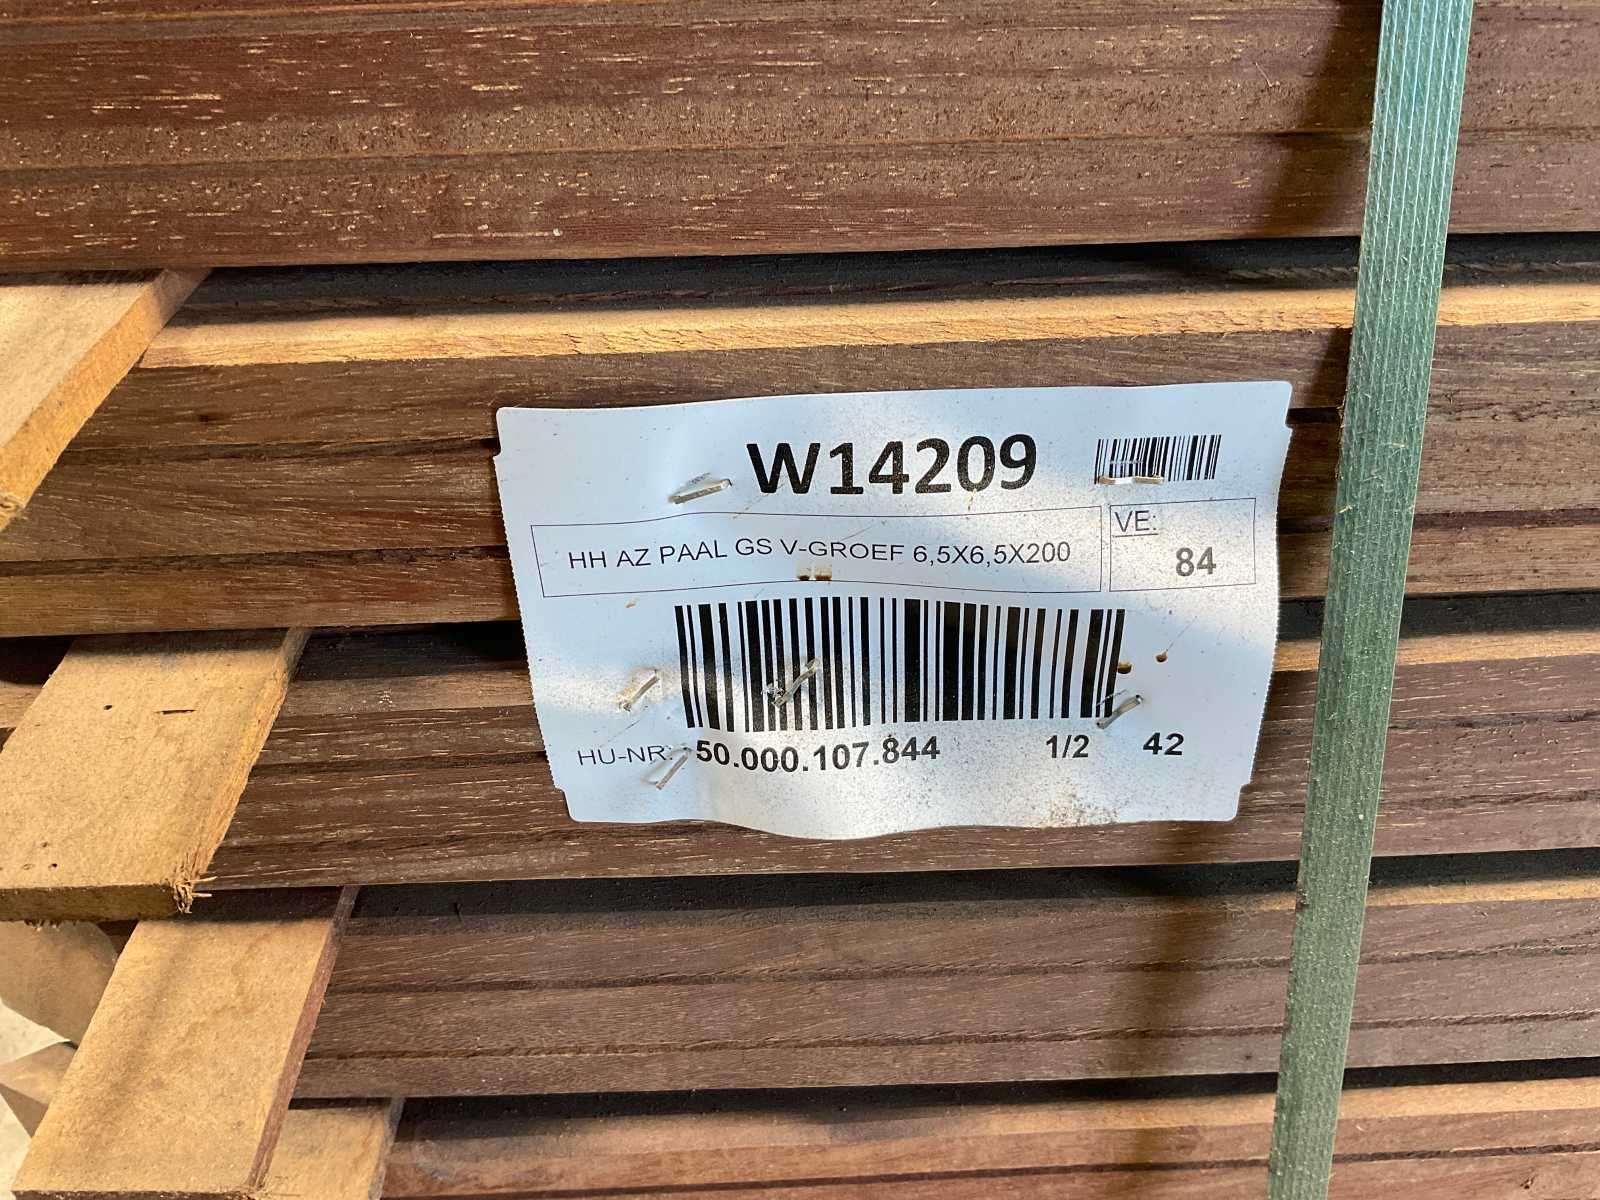 W14209
HH AZ PAAL GS V-GROEF 6,5X6,5X200
VE:
84
HU-NR: 50.000.107.844 1/2 42